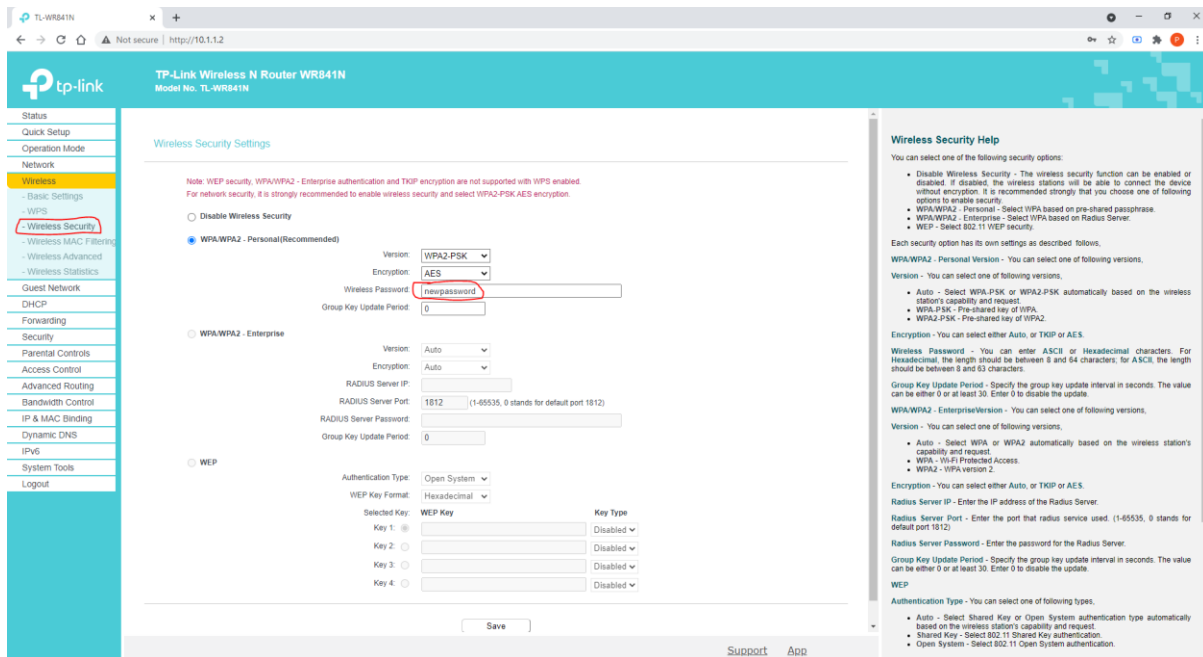 TL-WR841N
Not secure | http://10.1.1.2
P
tp-link
TP-Link Wireless N Router WR841N
Model No. TL-WR841N
Status
Quick Setup
Operation Mode
Network
Wireless
- Basic Settings
- WPS
- Wireless Security
- Wireless MAC Filtering
- Wireless Advanced
- Wireless Statistics
Guest Network
DHCP
Forwarding
Security
Parental Controls
Access Control
Advanced Routing
Bandwidth Control
IP & MAC Binding
Dynamic DNS
IPv6
System Tools
Logout
Wireless Security Settings
Note: WEP security, WPA/WPA2 - Enterprise authentication and TKIP encryption are not supported with WPS enabled.
For network security, it is strongly recommended to enable wireless security and select WPA2-PSK AES encryption.
Disable Wireless Security
WPA/WPA2 - Personal(Recommended)
Version: WPA2-PSK
Encryption: AES
Wireless Password: newpassword
Group Key Update Period: 0
WPA/WPA2 - Enterprise
Version: Auto
Encryption: Auto
RADIUS Server IP:
RADIUS Server Port: 1812 (1-65535, 0 stands for default port 1812)
RADIUS Server Password:
Group Key Update Period: 0
WEP
Authentication Type: Open System
WEP Key Format: Hexadecimal
Selected Key: WEP Key Key Type
Key 1: Disabled
Key 2: Disabled
Key 3: Disabled
Key 4: Disabled
Save
Support App
Wireless Security Help
You can select one of the following security options:
Disable Wireless Security - The wireless security function can be enabled or
disabled. If disabled, the wireless stations will be able to connect the device
without encryption. It is recommended strongly that you choose one of following
options to enable security.
WPA/WPA2 - Personal - Select WPA based on pre-shared passphrase.
WPA/WPA2 - Enterprise - Select WPA based on Radius Server.
WEP - Select 802.11 WEP security.
Each security option has its own settings as described follows,
WPA/WPA2 - Personal Version - You can select one of following versions,
Version - You can select one of following versions,
Auto - Select WPA-PSK or WPA2-PSK automatically based on the wireless
station's capability and request.
WPA-PSK - Pre-shared key of WPA.
WPA2-PSK - Pre-shared key of WPA2.
Encryption - You can select either Auto, or TKIP or AES.
Wireless Password - You can enter ASCII or Hexadecimal characters. For
Hexadecimal, the length should be between 8 and 64 characters; for ASCII, the length
should be between 8 and 63 characters.
Group Key Update Period - Specify the group key update interval in seconds. The value
can be either 0 or at least 30. Enter 0 to disable the update.
WPA/WPA2 - EnterpriseVersion - You can select one of following versions,
Version - You can select one of following versions,
Auto - Select WPA or WPA2 automatically based on the wireless station's
capability and request.
WPA - Wi-Fi Protected Access.
WPA2 - WPA version 2.
Encryption - You can select either Auto, or TKIP or AES.
Radius Server IP - Enter the IP address of the Radius Server.
Radius Server Port - Enter the port that radius service used. (1-65535, 0 stands for
default port 1812)
Radius Server Password - Enter the password for the Radius Server.
Group Key Update Period - Specify the group key update interval in seconds. The value
can be either 0 or at least 30. Enter 0 to disable the update.
WEP
Authentication Type - You can select one of following types,
Auto - Select Shared Key or Open System authentication type automatically
based on the wireless station's capability and request.
Shared Key - Select 802.11 Shared Key authentication.
Open System - Select 802.11 Open System authentication.